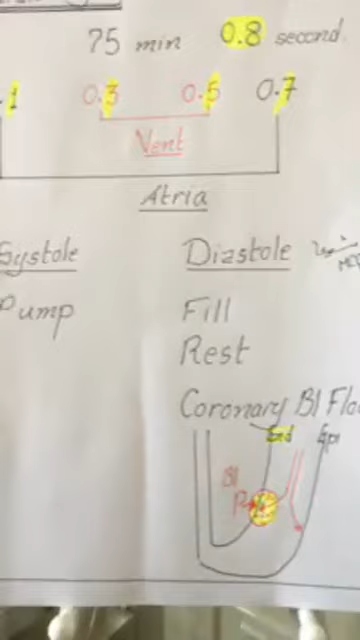 75 min 0.8 second
.1 0.3 0.5 0.7
Vent
Atria
Systole Diastole
Pump Fill
Rest
Coronary Bl Flo
End Epi
Bl